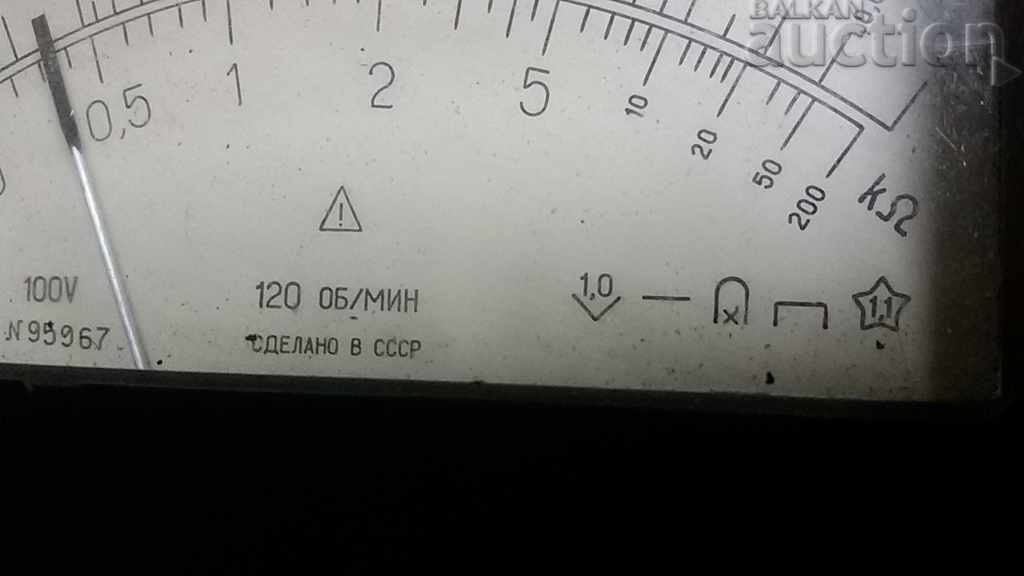 BALKAN
auction
0,5 1 2 5 10 20 50 200 kΩ
100V
120 ОБ/МИН
1,0
1,1
N 95967
СДЕЛАНО В СССР